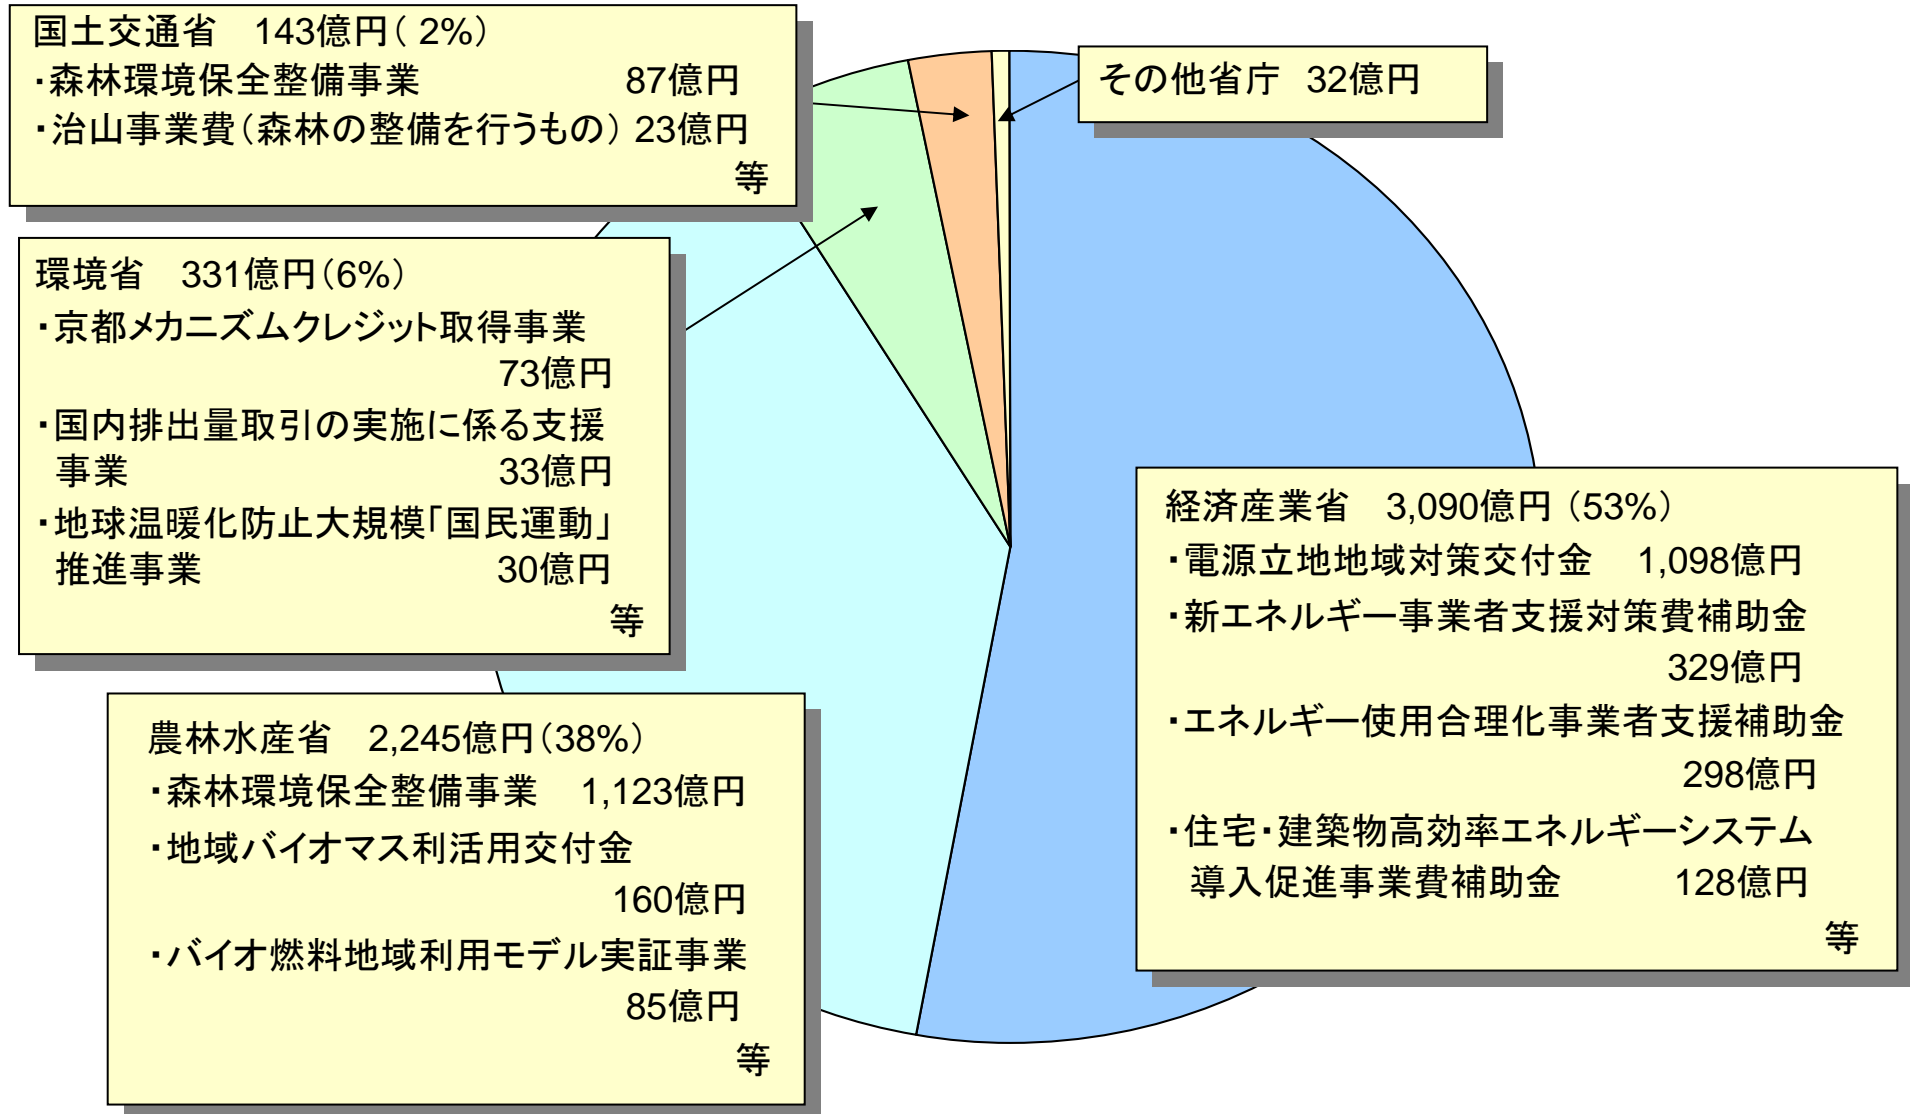 国土交通省　143億円( 2%)
・森林環境保全整備事業　87億円
・治山事業費(森林の整備を行うもの) 23億円
等
その他省庁　32億円
環境省　331億円(6%)
・京都メカニズムクレジット取得事業
73億円
・国内排出量取引の実施に係る支援
事業　33億円
・地球温暖化防止大規模「国民運動」
推進事業　30億円
等
農林水産省　2,245億円(38%)
・森林環境保全整備事業　1,123億円
・地域バイオマス利活用交付金
160億円
・バイオ燃料地域利用モデル実証事業
85億円
等
経済産業省　3,090億円 (53%)
・電源立地地域対策交付金　1,098億円
・新エネルギー事業者支援対策費補助金
329億円
・エネルギー使用合理化事業者支援補助金
298億円
・住宅・建築物高効率エネルギーシステム
導入促進事業費補助金　128億円
等